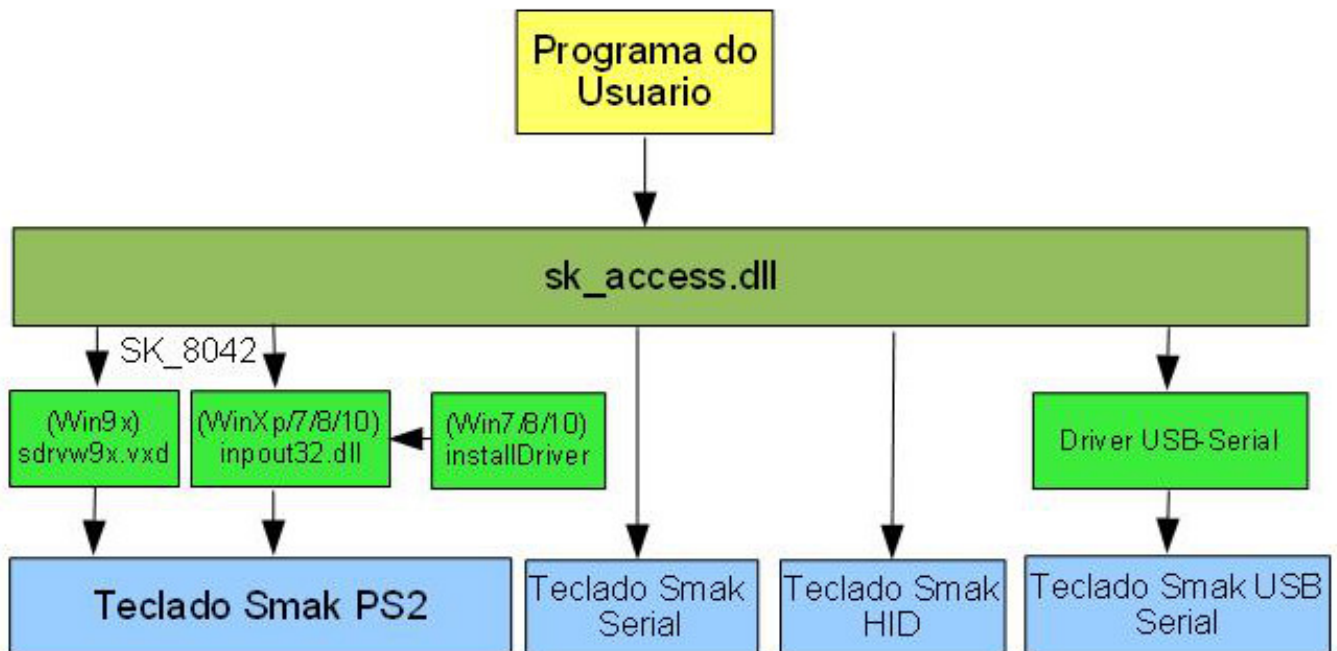 Programa do
Usuario
sk_access.dll
SK_8042
(Win9x)
sdrvw9x.vxd
(WinXp/7/8/10)
inpout32.dll
(Win7/8/10)
installDriver
Driver USB-Serial
Teclado Smak PS2
Teclado Smak
Serial
Teclado Smak
HID
Teclado Smak USB
Serial